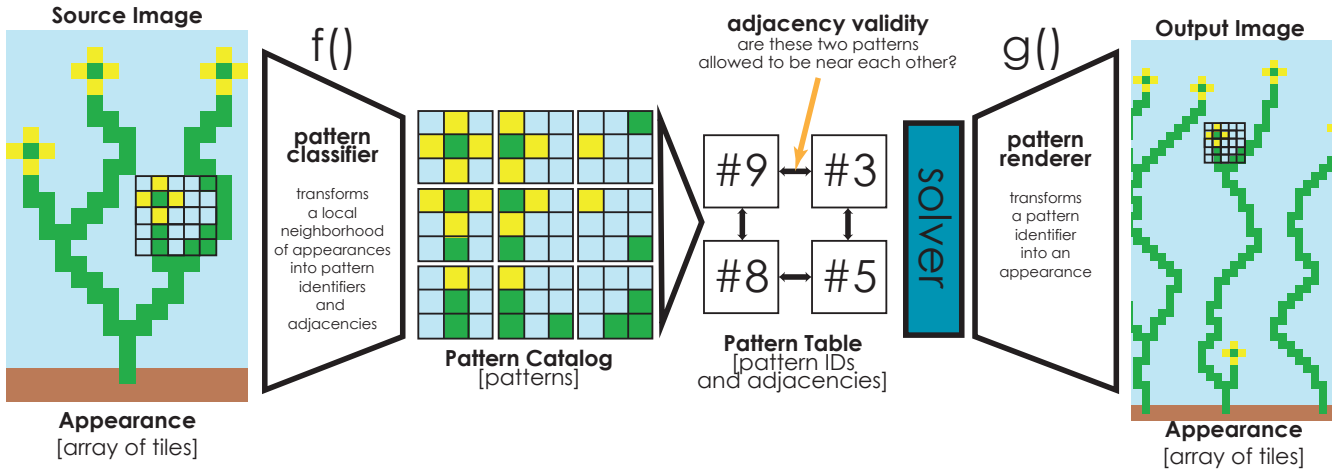 Source Image
Appearance
[array of tiles]
f()
pattern
classifier
transforms
a local
neighborhood
of appearances
into pattern
identifiers
and
adjacencies
Pattern Catalog
[patterns]
adjacency validity
are these two patterns
allowed to be near each other?
#9
#3
#8
#5
Pattern Table
[pattern IDs
and adjacencies]
solver
g()
pattern
renderer
transforms
a pattern
identifier
into an
appearance
Output Image
Appearance
[array of tiles]